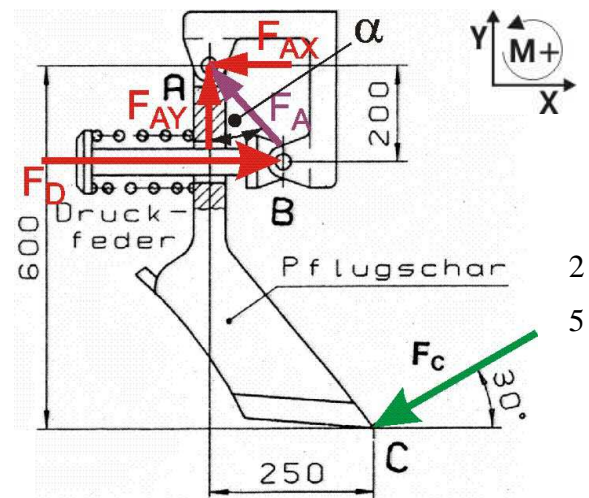 F_AX
α
Y
M+
X
A
F_AY
F_A
200
F_D
B
Druck-
feder
600
Pflugschar
2
5
F_C
30°
C
250